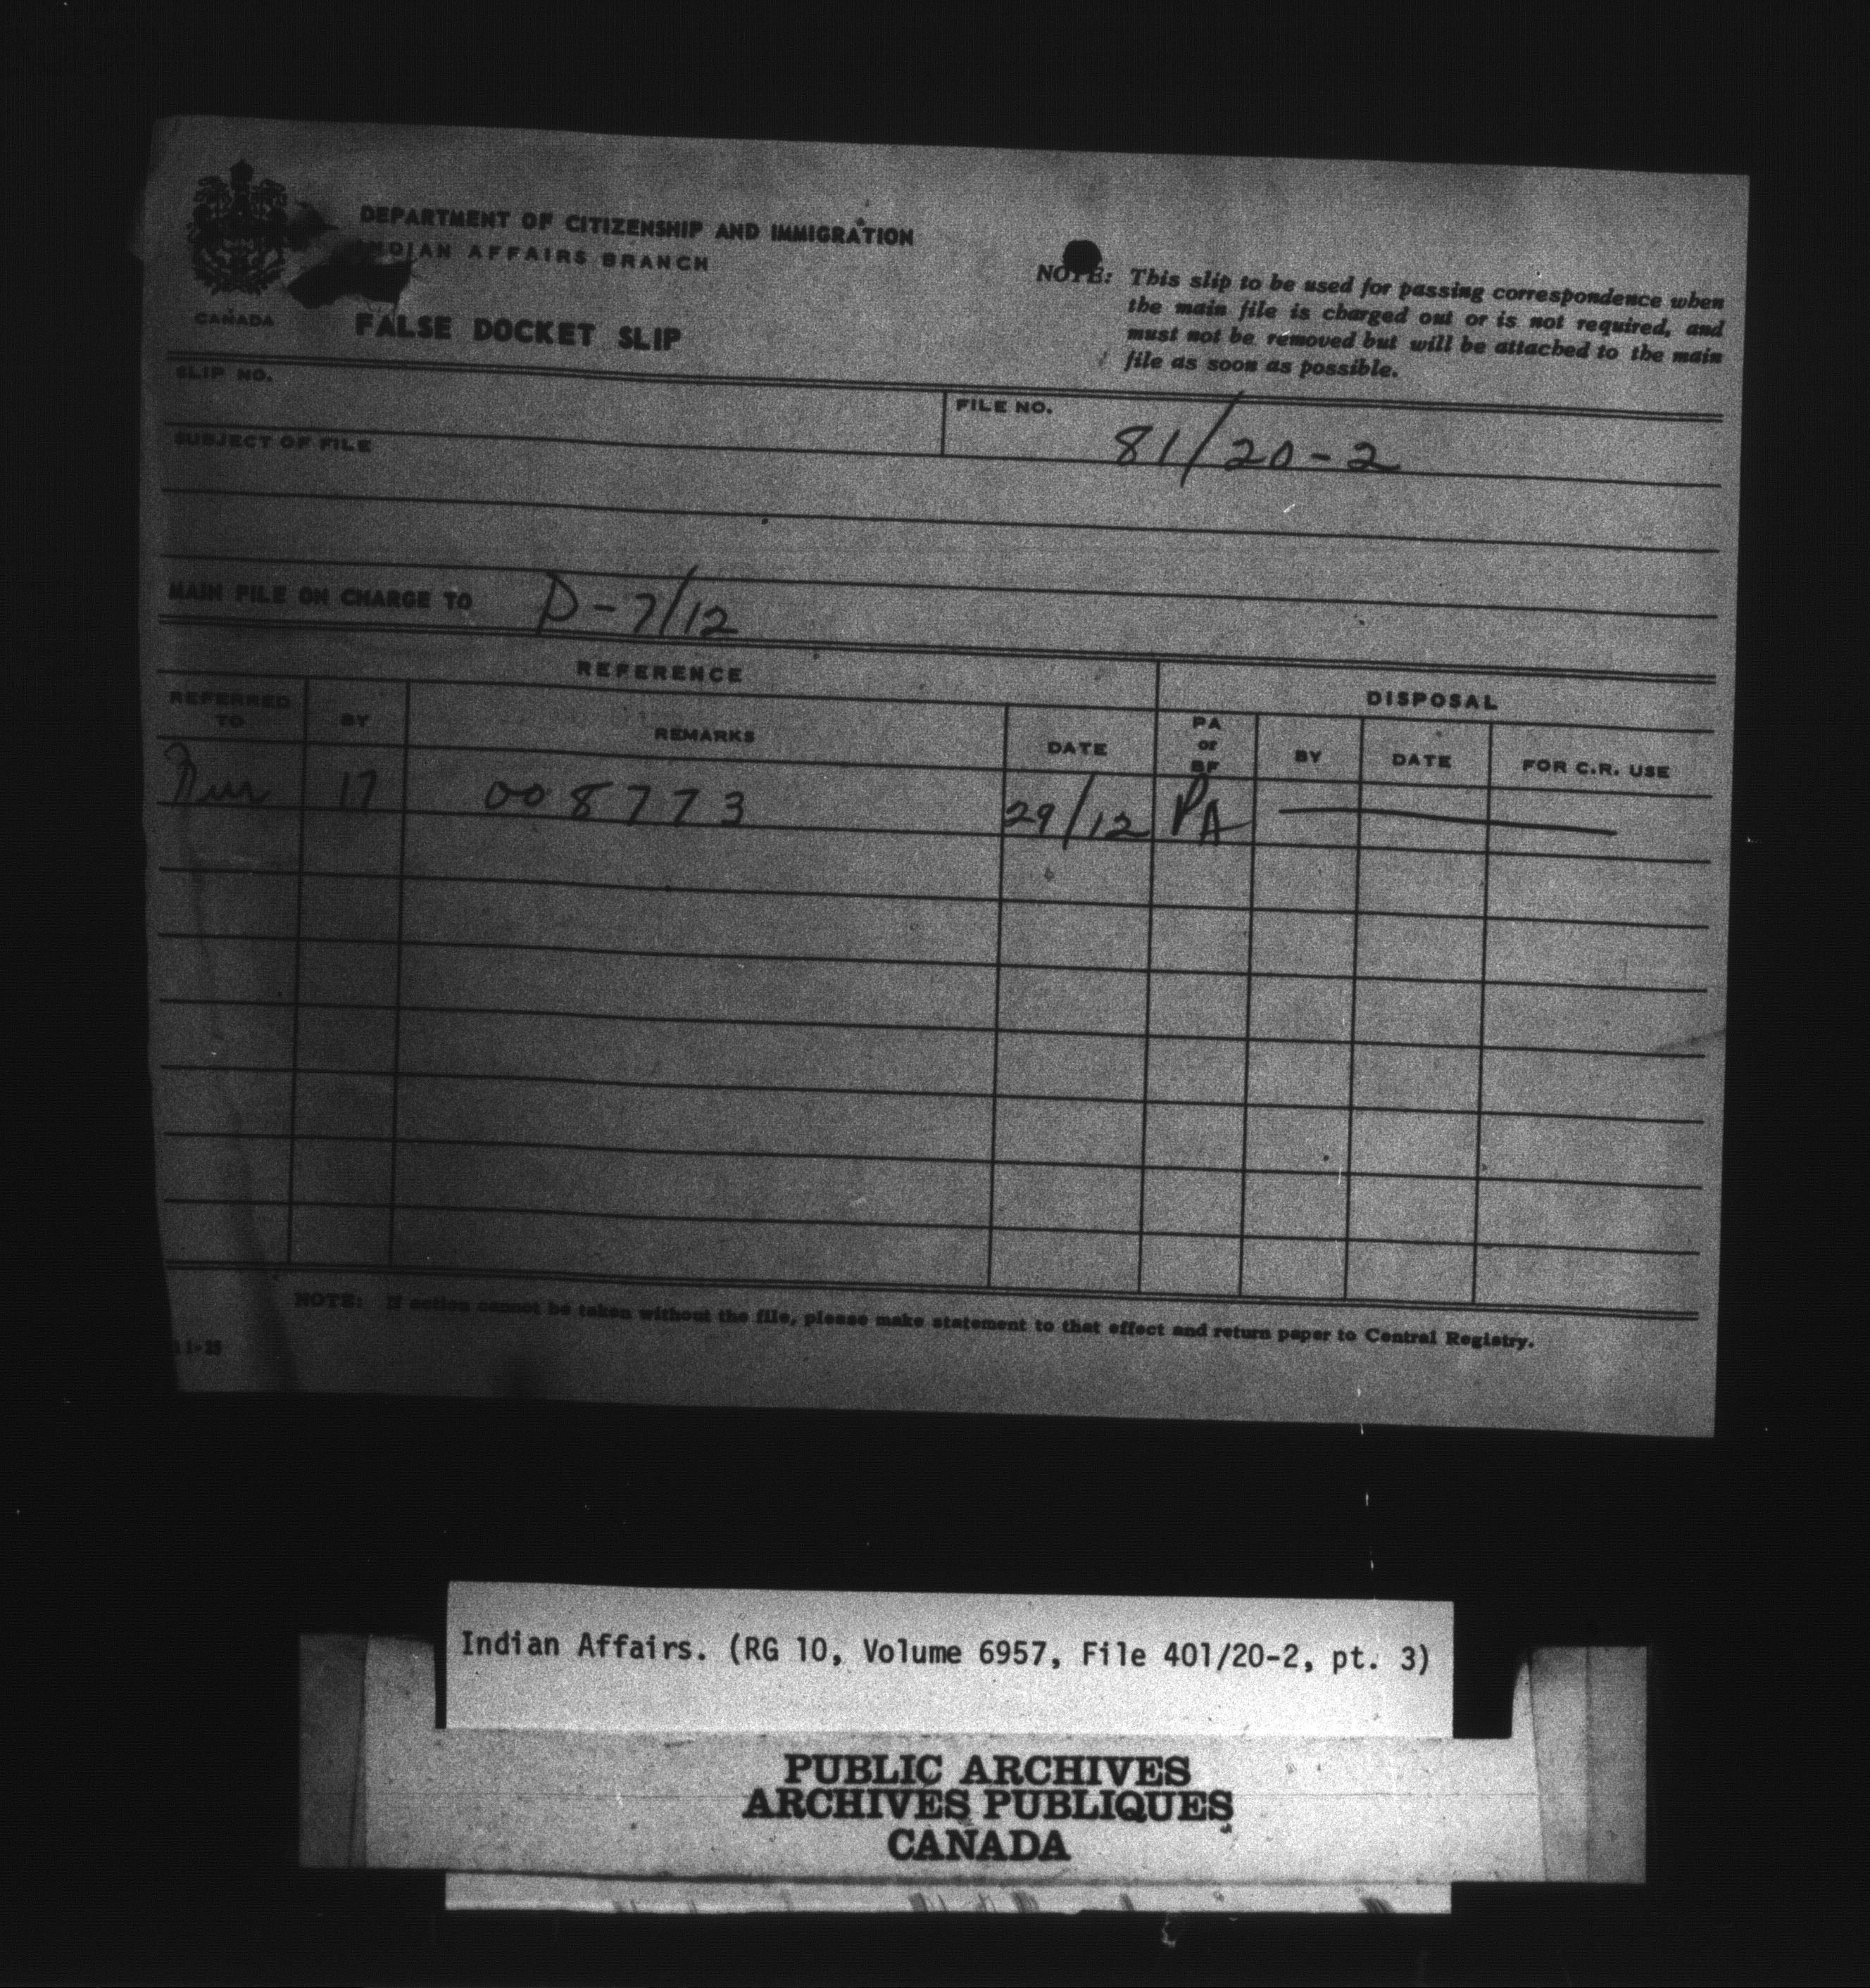 DEPARTMENT OF CITIZENSHIP AND IMMIGRATION
INDIAN AFFAIRS BRANCH
CANADA
FALSE DOCKET SLIP
NOTE: This slip to be used for passing correspondence when
the main file is charged out or is not required, and
must not be removed but will be attached to the main
file as soon as possible.
SLIP NO.
FILE NO. 81/20-2
SUBJECT OF FILE
MAIN FILE ON CHARGE TO D-7/12
REFERENCE DISPOSAL
REFERRED TO BY REMARKS DATE PA or BF BY DATE FOR C.R. USE
17 008773 29/12 PA
NOTE: If action cannot be taken without the file, please make statement to that effect and return paper to Central Registry.
1-25
Indian Affairs. (RG 10, Volume 6957, File 401/20-2, pt. 3)
PUBLIC ARCHIVES
ARCHIVES PUBLIQUES
CANADA